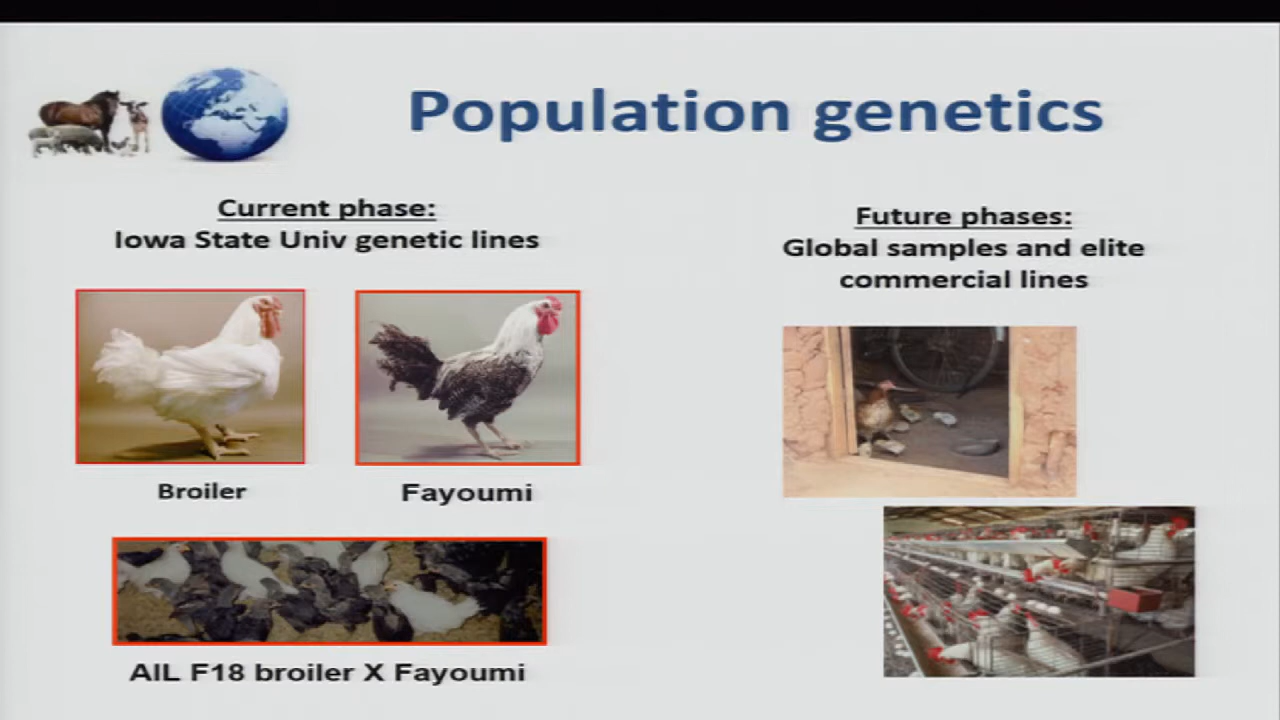 Population genetics
Current phase:
Iowa State Univ genetic lines
Broiler
Fayoumi
AIL F18 broiler X Fayoumi
Future phases:
Global samples and elite
commercial lines